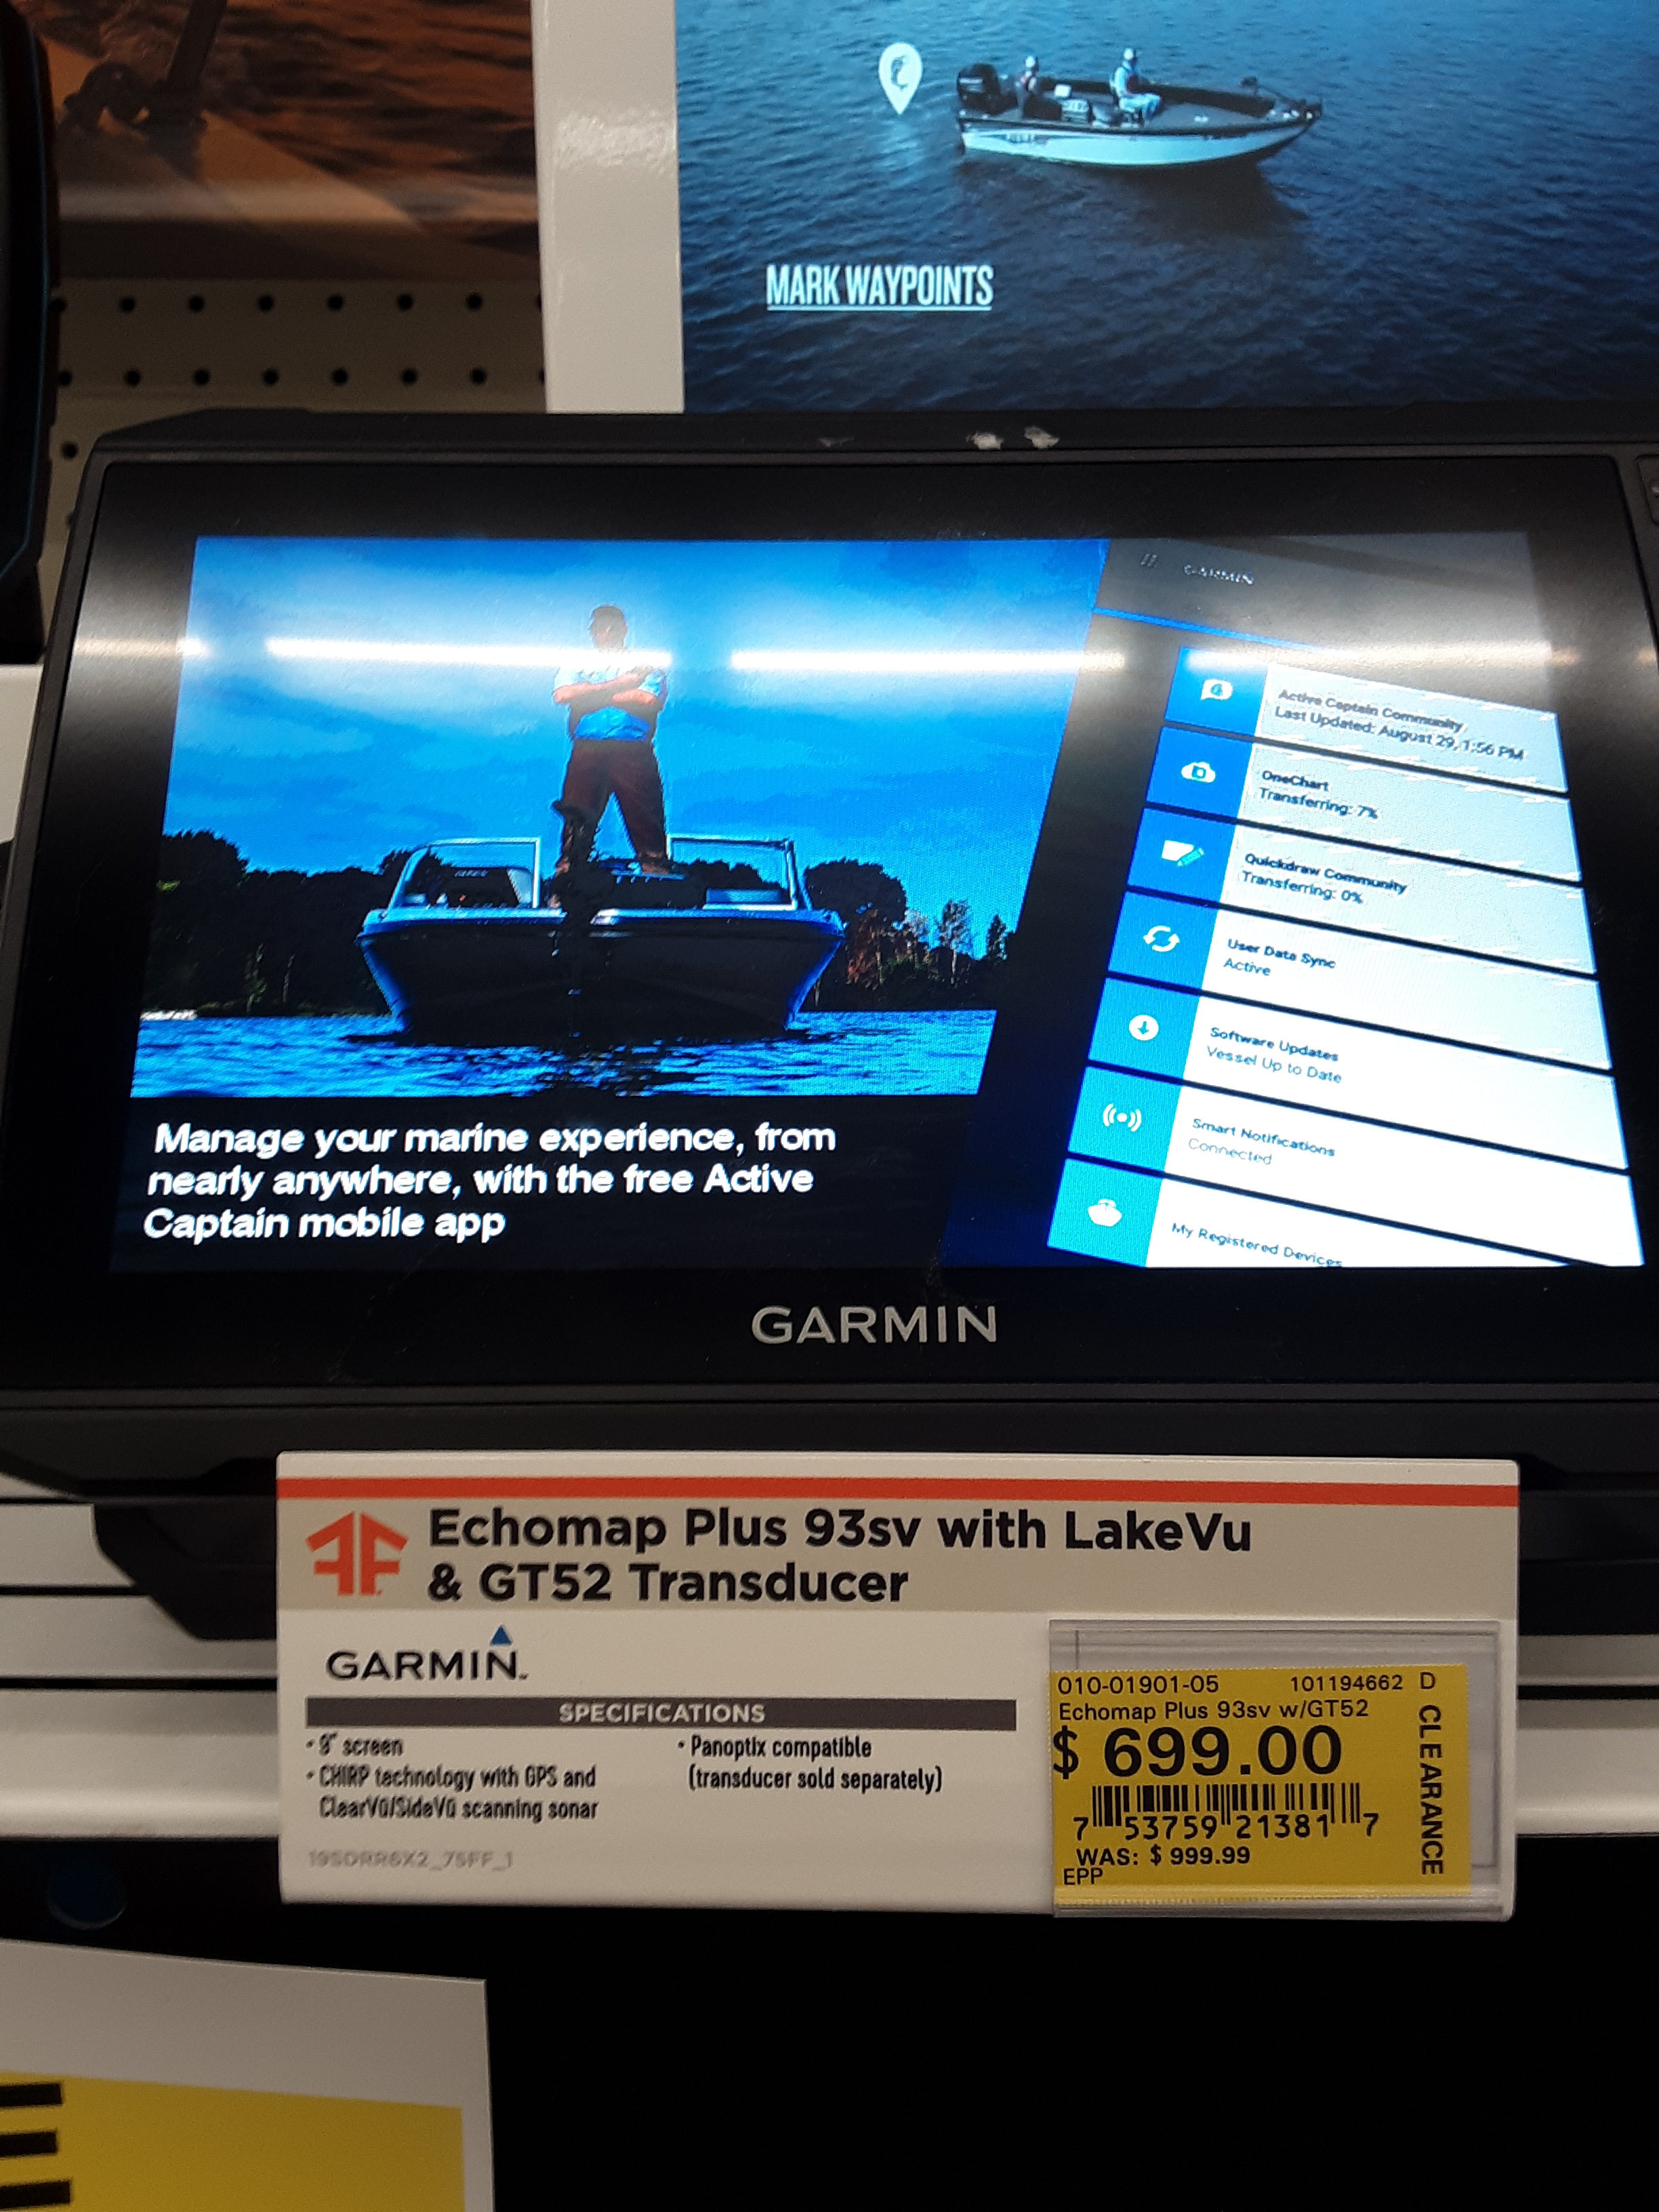 MARK WAYPOINTS
GARMIN
Active Captain Community
Last Updated: August 29, 1:56 PM
OneChart
Transferring: 7%
Quickdraw Community
Transferring: 0%
User Data Sync
Active
Software Updates
Vessel Up to Date
Smart Notifications
Connected
My Registered Devices
Manage your marine experience, from
nearly anywhere, with the free Active
Captain mobile app
GARMIN
Echomap Plus 93sv with LakeVu
& GT52 Transducer
GARMIN
SPECIFICATIONS
• 9" screen
• CHIRP technology with GPS and
ClearVü/SideVü scanning sonar
• Panoptix compatible
(transducer sold separately)
19SDRR6X2_75FF_1
010-01901-05 101194662 D
Echomap Plus 93sv w/GT52
$ 699.00
7 53759 21381 7
WAS: $ 999.99
EPP
CLEARANCE